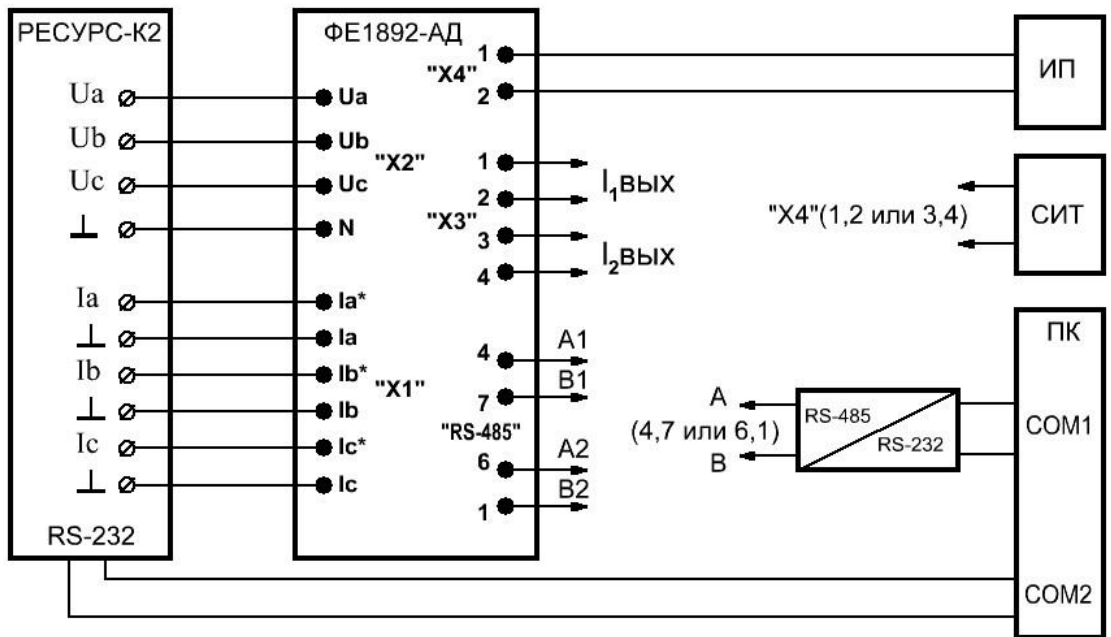 РЕСУРС-К2
Ua
Ub
Uc
Ia
Ib
Ic
RS-232
ФЕ1892-АД
Ua
Ub
"X2"
Uc
N
Ia*
Ia
Ib*
"X1"
Ib
Ic*
Ic
1
"X4"
2
1
2
"X3"
3
4
I₁ВЫХ
I₂ВЫХ
4
7
"RS-485"
6
1
A1
B1
A2
B2
ИП
"X4"(1,2 или 3,4)
СИТ
A
(4,7 или 6,1)
B
RS-485
RS-232
ПК
COM1
COM2